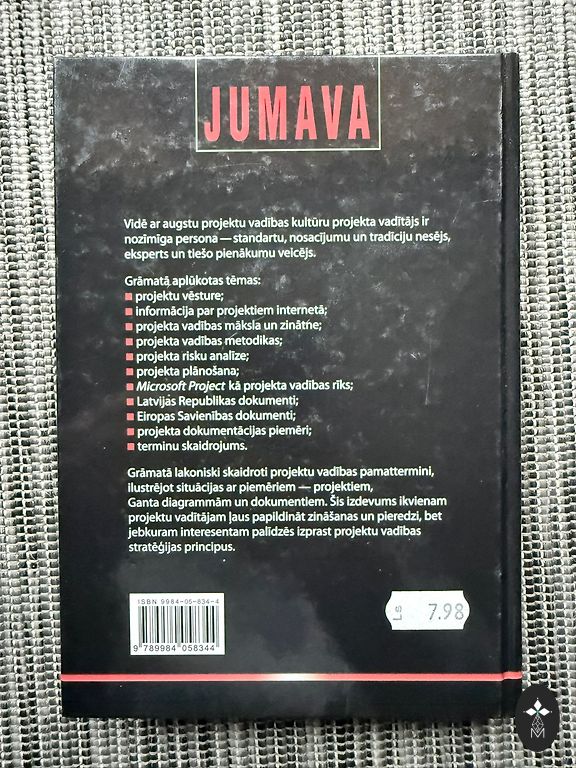 JUMAVA
Vidē ar augstu projektu vadības kultūru projekta vadītājs ir
nozīmīga persona — standartu, nosacījumu un tradīciju nesējs,
eksperts un tiešo pienākumu veicējs.
Grāmatā aplūkotas tēmas:
■ projektu vēsture;
■ informācija par projektiem internetā;
■ projekta vadības māksla un zinātne;
■ projekta vadības metodikas;
■ projekta risku analīze;
■ projekta plānošana;
■ Microsoft Project kā projekta vadības rīks;
■ Latvijas Republikas dokumenti;
■ Eiropas Savienības dokumenti;
■ projekta dokumentācijas piemēri;
■ terminu skaidrojums.
Grāmatā lakoniski skaidroti projektu vadības pamattermini,
ilustrējot situācijas ar piemēriem — projektiem,
Ganta diagrammām un dokumentiem. Šis izdevums ikvienam
projektu vadītājam ļaus papildināt zināšanas un pieredzi, bet
jebkuram interesentam palīdzēs izprast projektu vadības
stratēģijas principus.
ISBN 9984-05-834-4
9 789984 058344
Ls 7.98
M